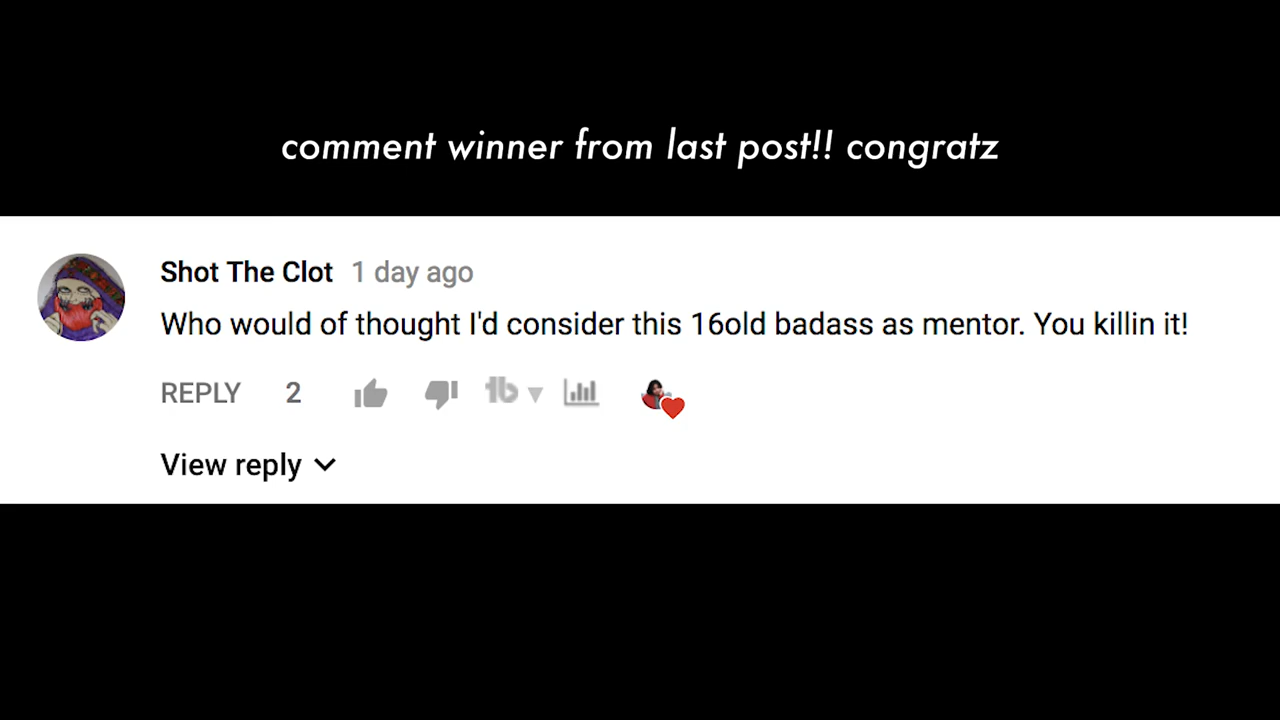 comment winner from last post!! congratz
Shot The Clot 1 day ago
Who would of thought I'd consider this 16old badass as mentor. You killin it!
REPLY 2 tb
View reply